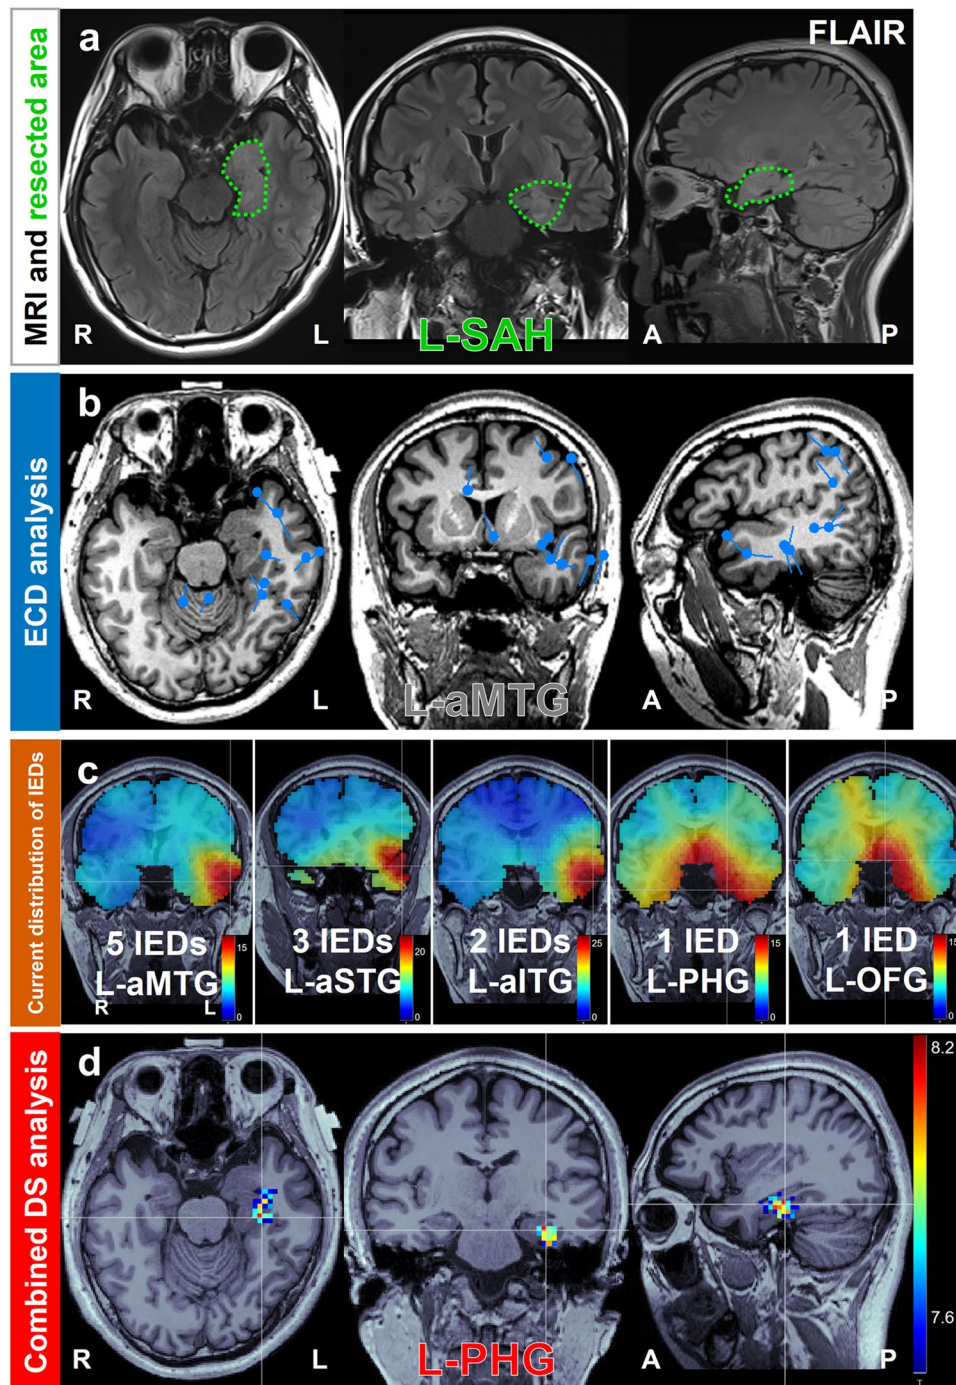 MRI and resected area
a
FLAIR
R
L
L-SAH
A
P
ECD analysis
b
R
L
L-aMTG
A
P
Current distribution of IEDs
c
5 IEDs
L-aMTG
R
L
15
0
3 IEDs
L-aSTG
20
0
2 IEDs
L-aITG
25
0
1 IED
L-PHG
15
0
1 IED
L-OFG
15
0
Combined DS analysis
d
R
L
L-PHG
A
P
8.2
7.6